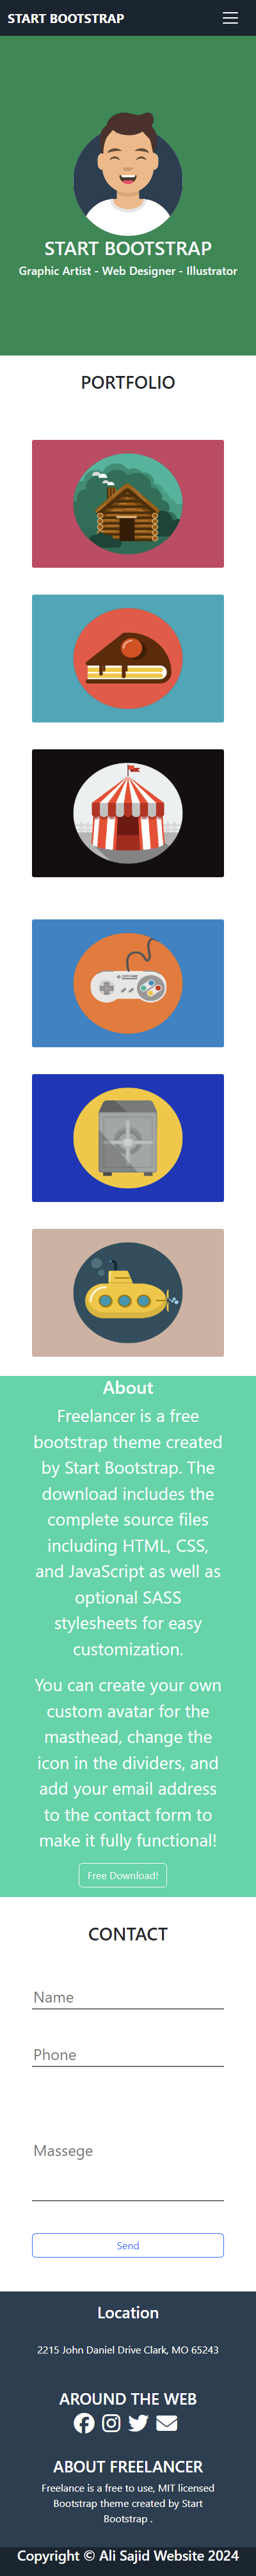 START BOOTSTRAP
START BOOTSTRAP
Graphic Artist - Web Designer - Illustrator
PORTFOLIO
About
Freelancer is a free
bootstrap theme created
by Start Bootstrap. The
download includes the
complete source files
including HTML, CSS,
and JavaScript as well as
optional SASS
stylesheets for easy
customization.
You can create your own
custom avatar for the
masthead, change the
icon in the dividers, and
add your email address
to the contact form to
make it fully functional!
Free Download!
CONTACT
Name
Phone
Massege
Send
Location
2215 John Daniel Drive Clark, MO 65243
AROUND THE WEB
ABOUT FREELANCER
Freelance is a free to use, MIT licensed
Bootstrap theme created by Start
Bootstrap .
Copyright © Ali Sajid Website 2024